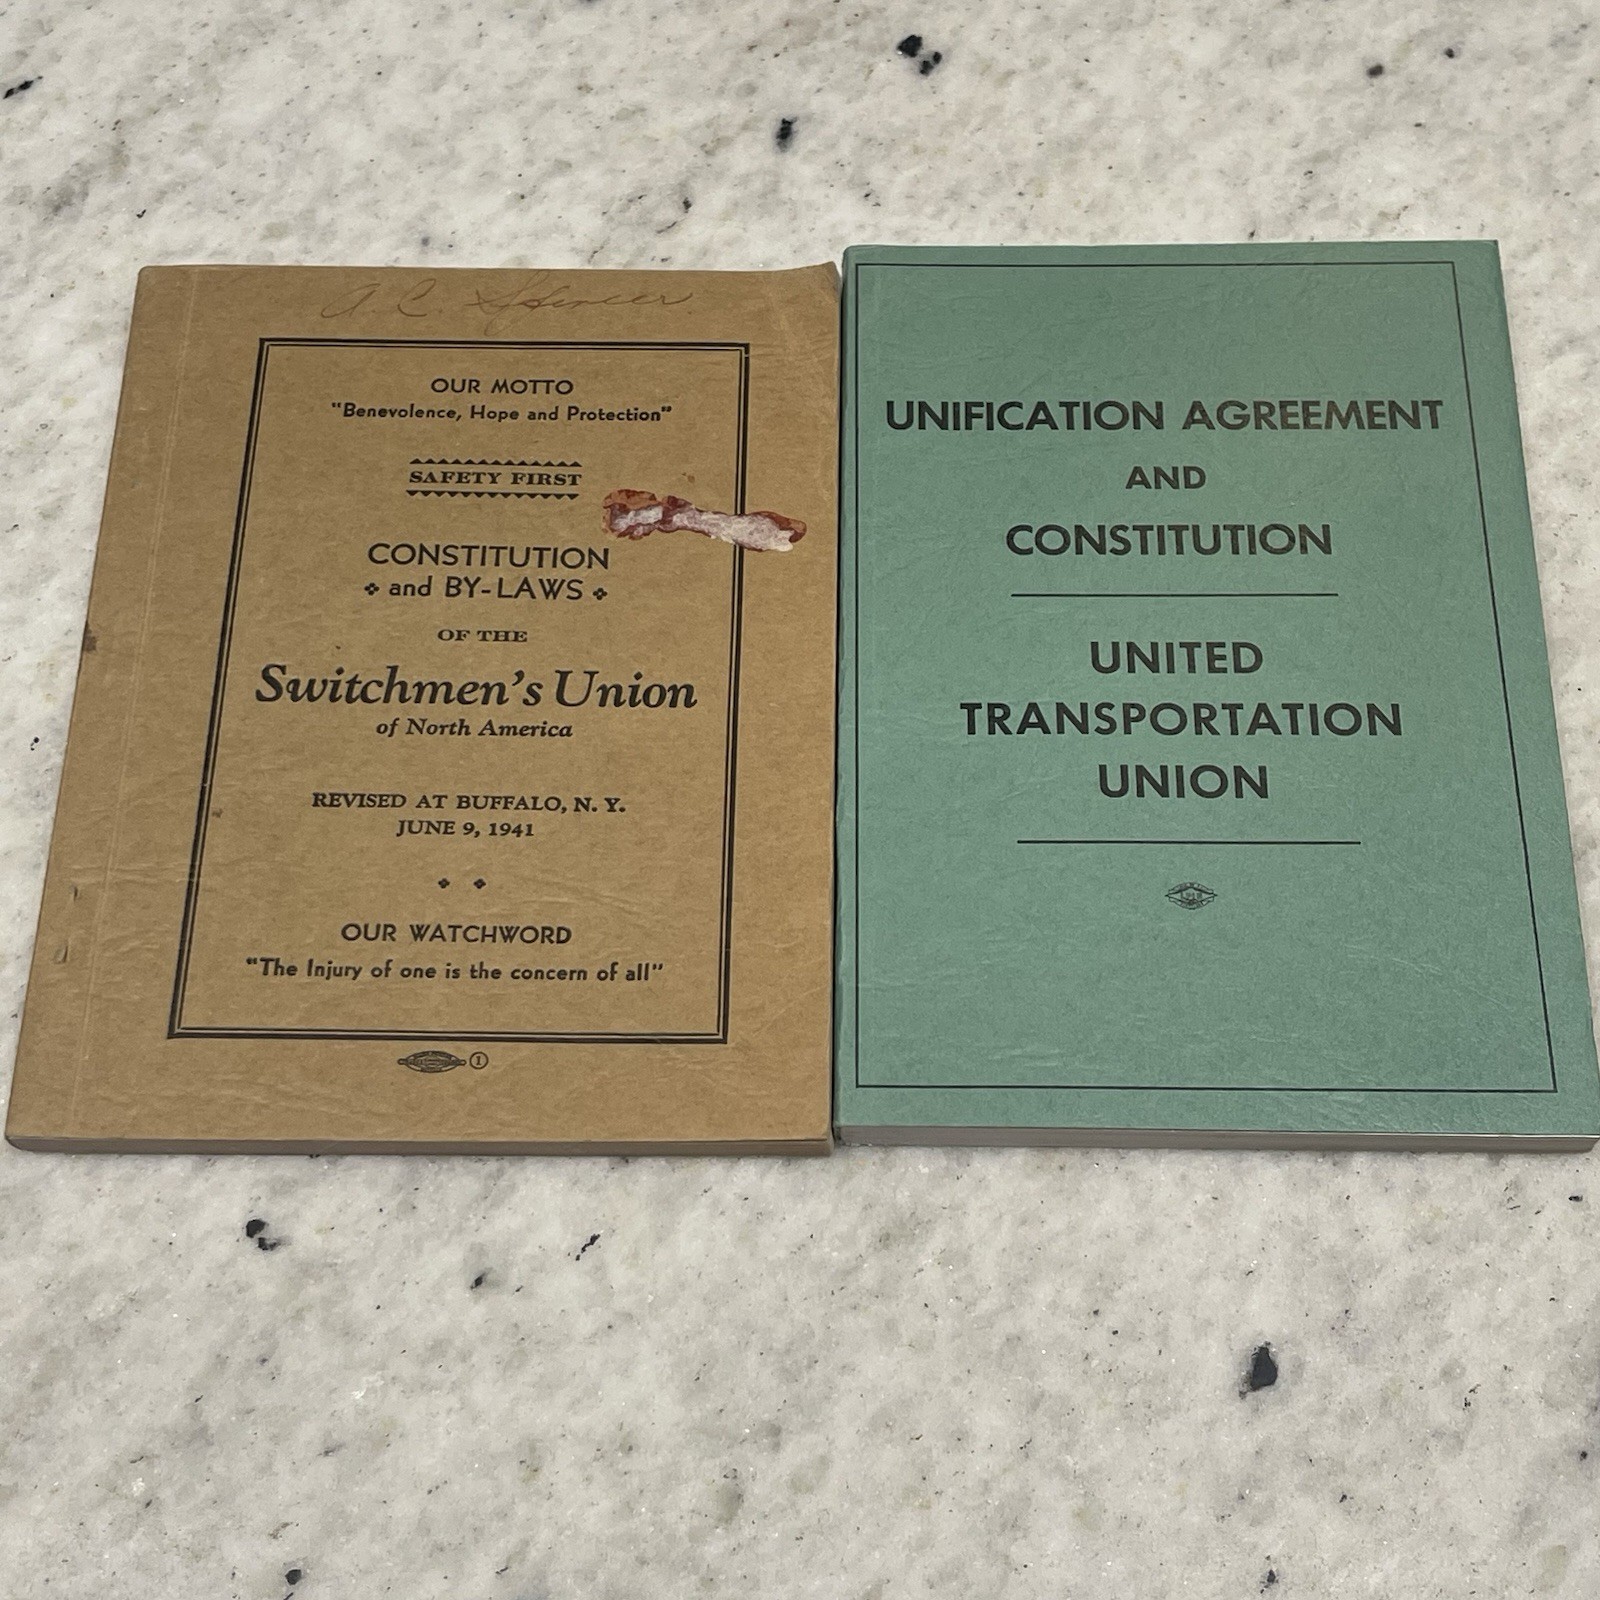 A. C. Spencer
OUR MOTTO
"Benevolence, Hope and Protection"
SAFETY FIRST
CONSTITUTION
and BY-LAWS
OF THE
Switchmen's Union
of North America
REVISED AT BUFFALO, N. Y.
JUNE 9, 1941
OUR WATCHWORD
"The Injury of one is the concern of all"
1
UNIFICATION AGREEMENT
AND
CONSTITUTION
UNITED
TRANSPORTATION
UNION